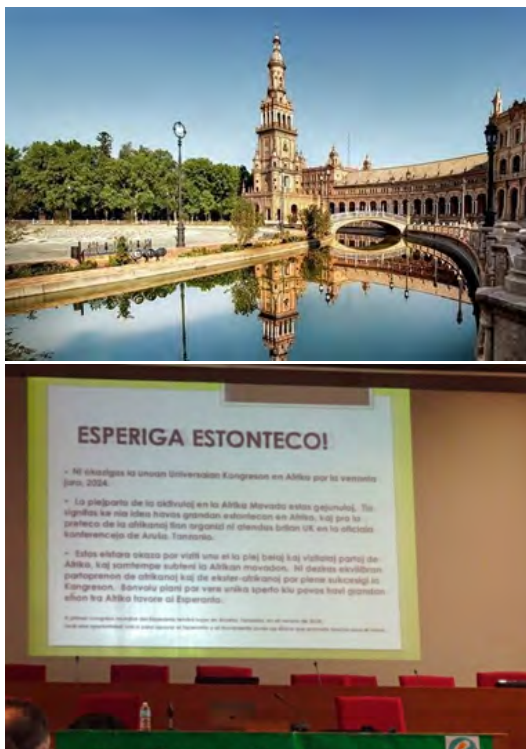 ESPERIGA ESTONTECO!
• Ni okazigos la unuan Universalan Kongreson en Afriko por la venonta
jaro, 2024.
• La plejparto de la aktivuloj en la Afrika Movado estas gejunuloj. Tio
signifas ke nia ideo havas grandan estontecon en Afriko, kaj pro la
preteco de la afrikanoj tion organizi ni atendas brilan UK en la oficiala
konferencejo de Aruŝa, Tanzanio.
• Estos elstara okazo por viziti unu el la plej belaj kaj vizitataj partoj de
Afriko, kaj samtempe subteni la Afrikan movadon. Ni deziras ekvilibran
partoprenon de afrikanoj kaj de ekster-afrikanoj por plene sukcesigi la
Kongreson. Bonvolu plani por vere unika sperto kiu povos havi grandan
efikon tra Afriko favore al Esperanto.